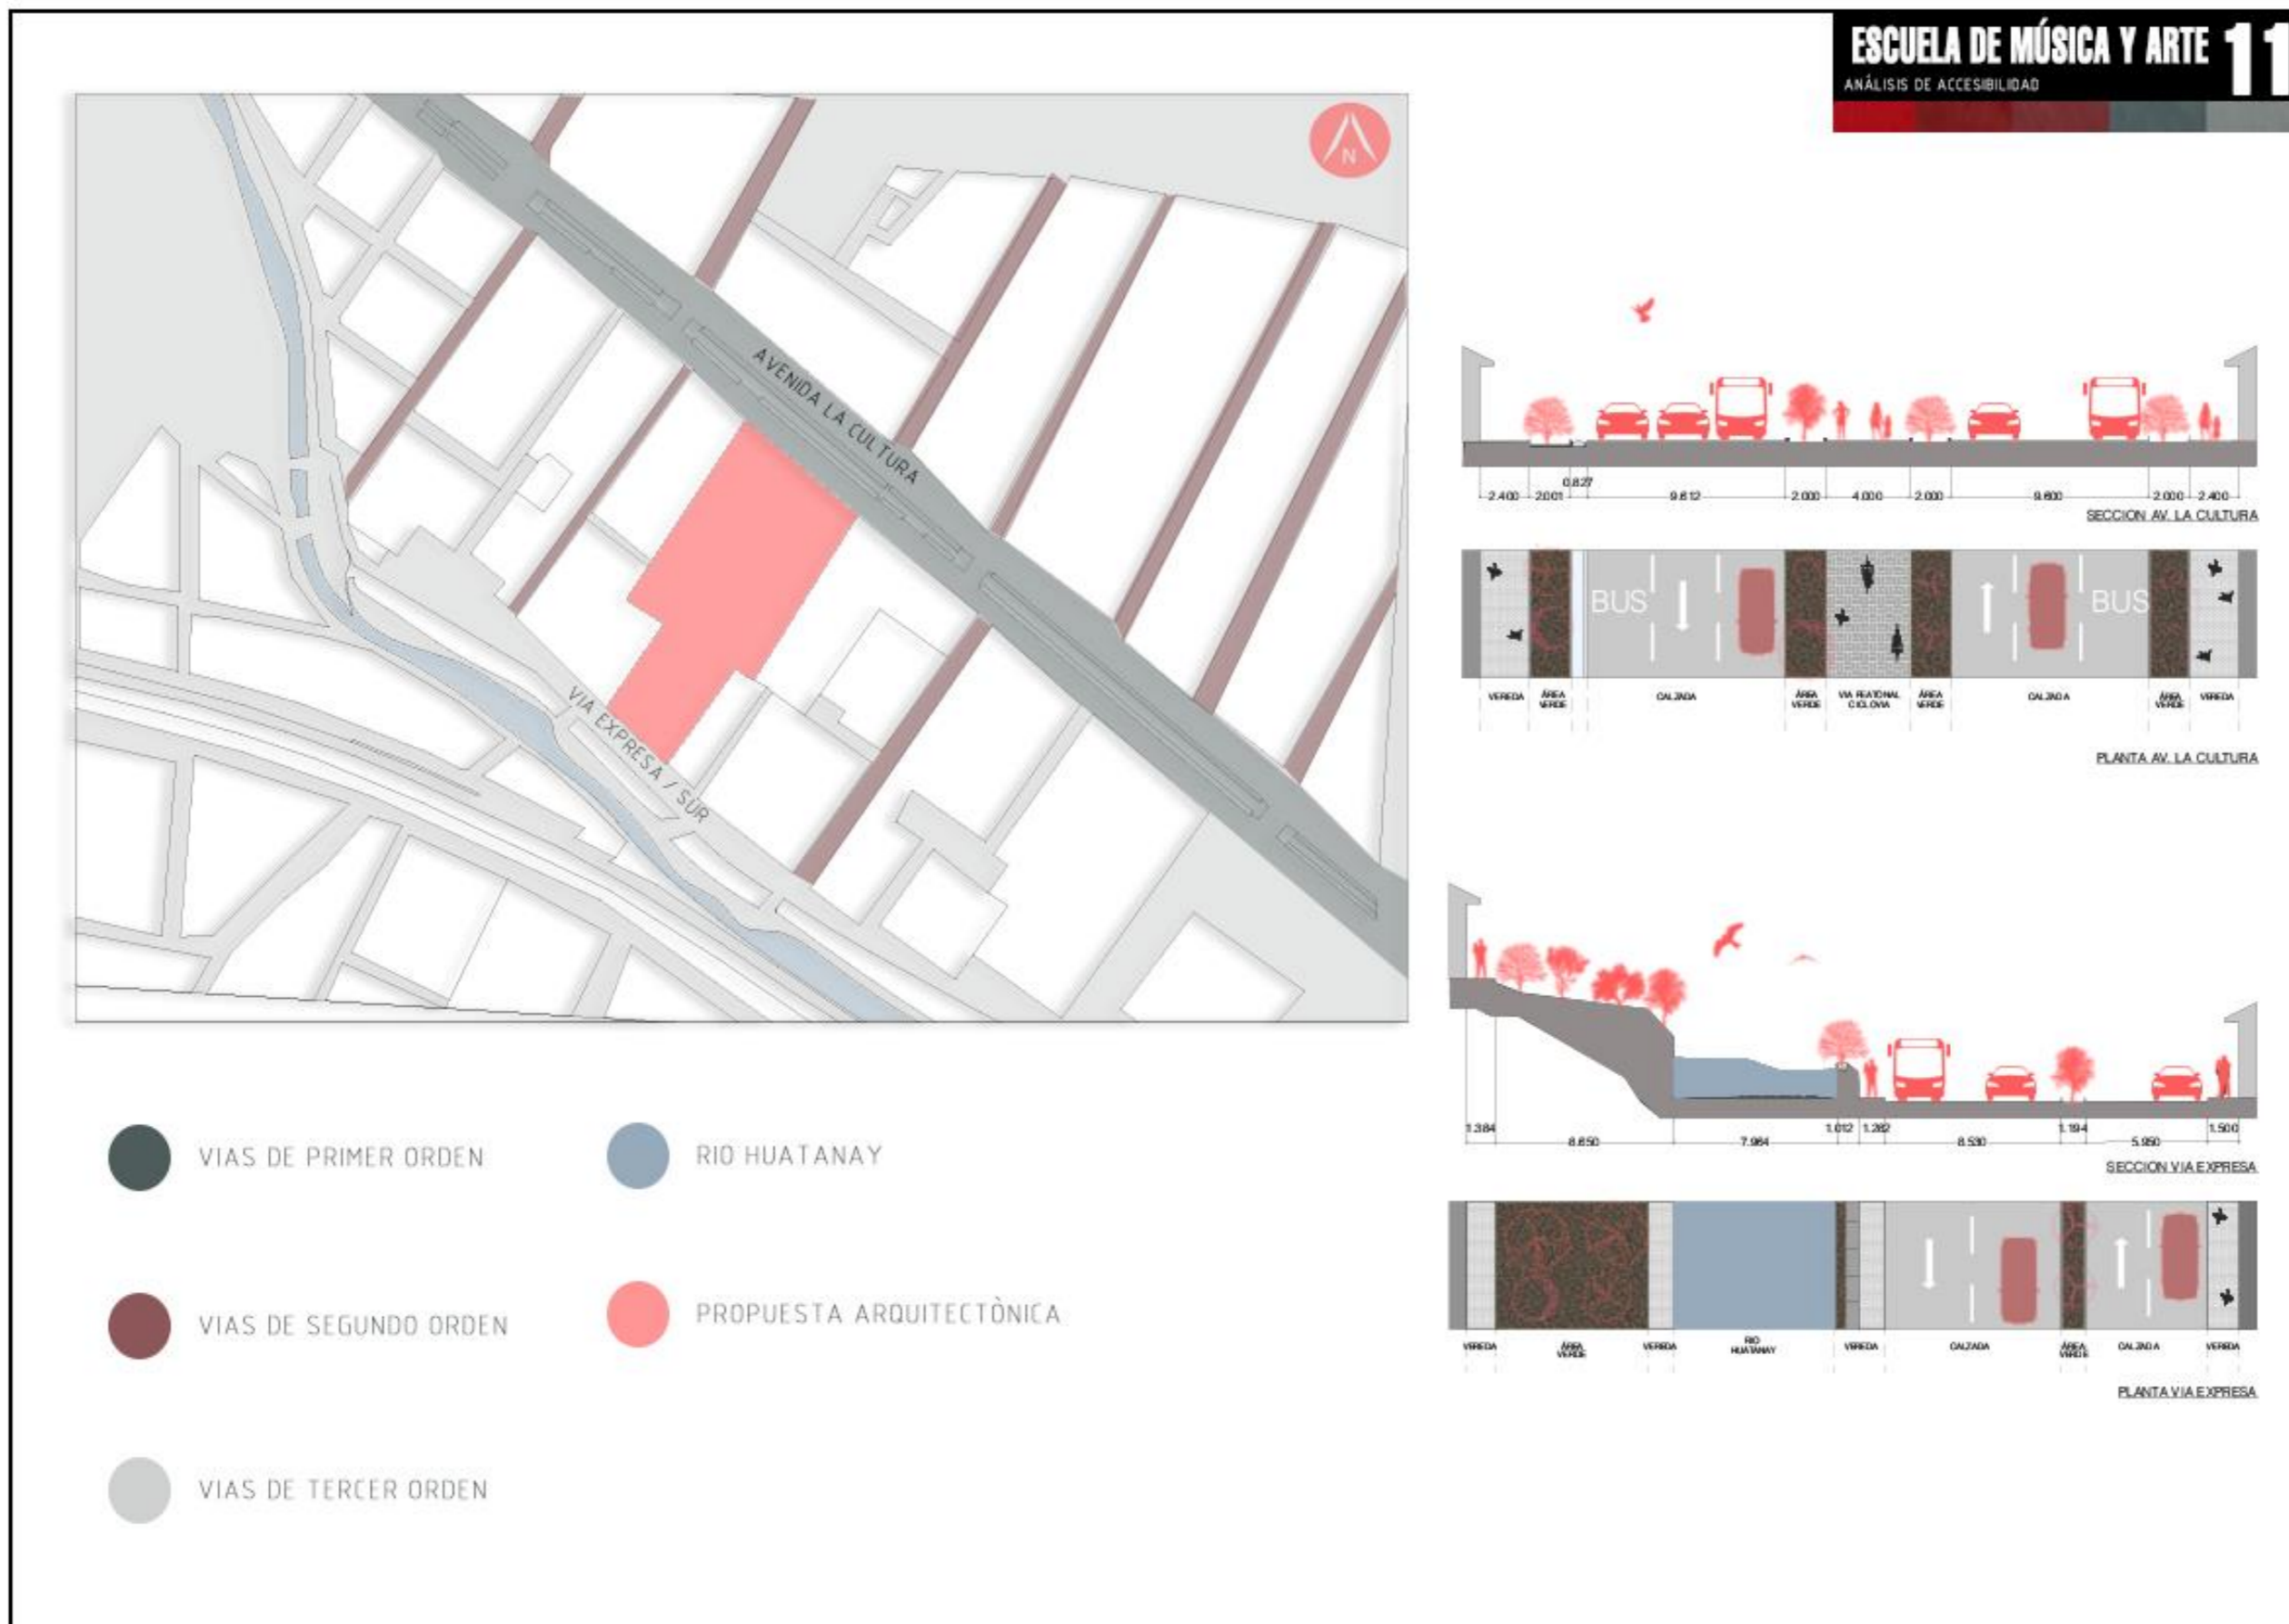 ESCUELA DE MÚSICA Y ARTE 11
ANÁLISIS DE ACCESIBILIDAD
N
AVENIDA LA CULTURA
VIA EXPRESA / SUR
2.400 2.001 0.827 9.612 2.000 4.000 2.000 9.600 2.000 2.400
SECCION AV. LA CULTURA
BUS BUS
VEREDA ÁREA VERDE CALZADA ÁREA VERDE VIA PEATONAL CICLOVIA ÁREA VERDE CALZADA ÁREA VERDE VEREDA
PLANTA AV. LA CULTURA
1.384 8.650 7.964 1.012 1.262 8.530 1.194 5.950 1.500
SECCION VIA EXPRESA
VEREDA ÁREA VERDE VEREDA RIO HUATANAY VEREDA CALZADA ÁREA VERDE CALZADA VEREDA
PLANTA VIA EXPRESA
VIAS DE PRIMER ORDEN
RIO HUATANAY
VIAS DE SEGUNDO ORDEN
PROPUESTA ARQUITECTÒNICA
VIAS DE TERCER ORDEN